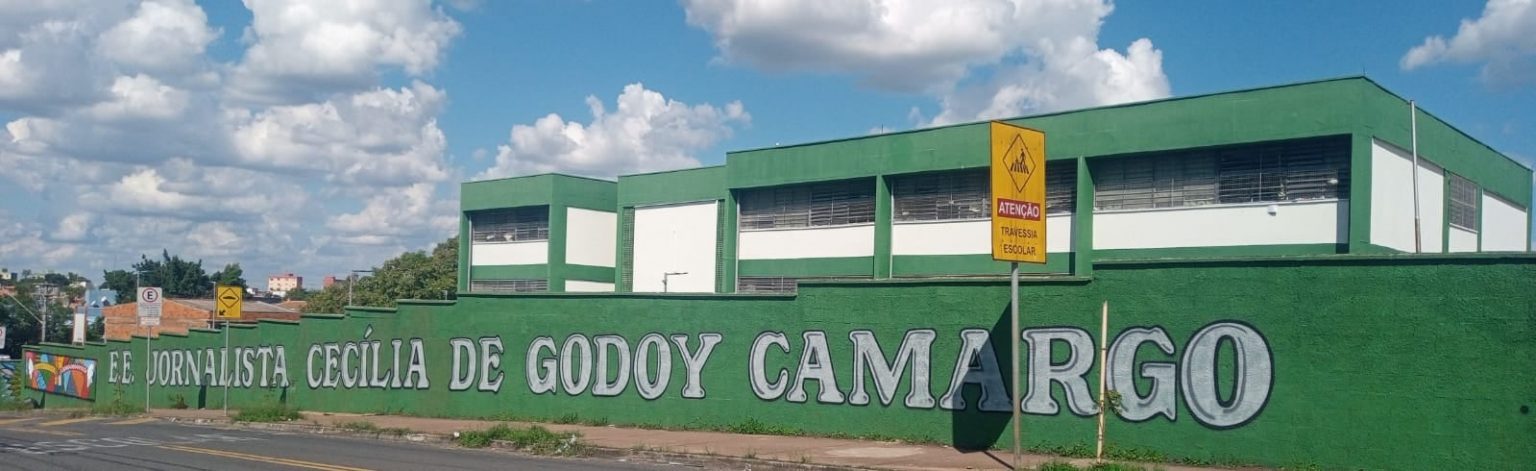 E.E. JORNALISTA CECÍLIA DE GODOY CAMARGO
ATENÇÃO
TRAVESSIA
ESCOLAR
E